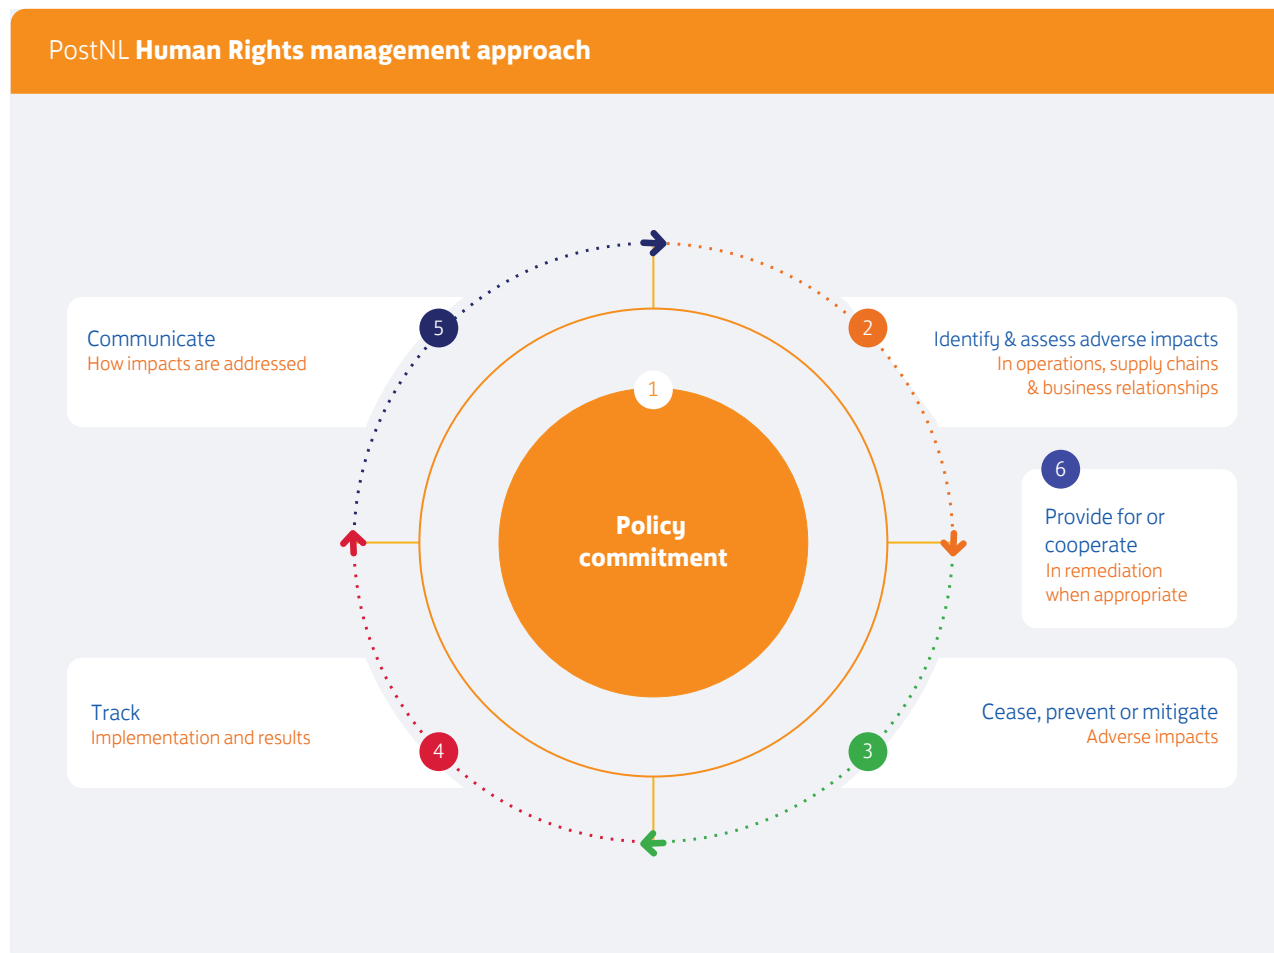 PostNL Human Rights management approach
5
Communicate
How impacts are addressed
2
Identify & assess adverse impacts
In operations, supply chains
& business relationships
1
Policy
commitment
6
Provide for or
cooperate
In remediation
when appropriate
4
Track
Implementation and results
3
Cease, prevent or mitigate
Adverse impacts